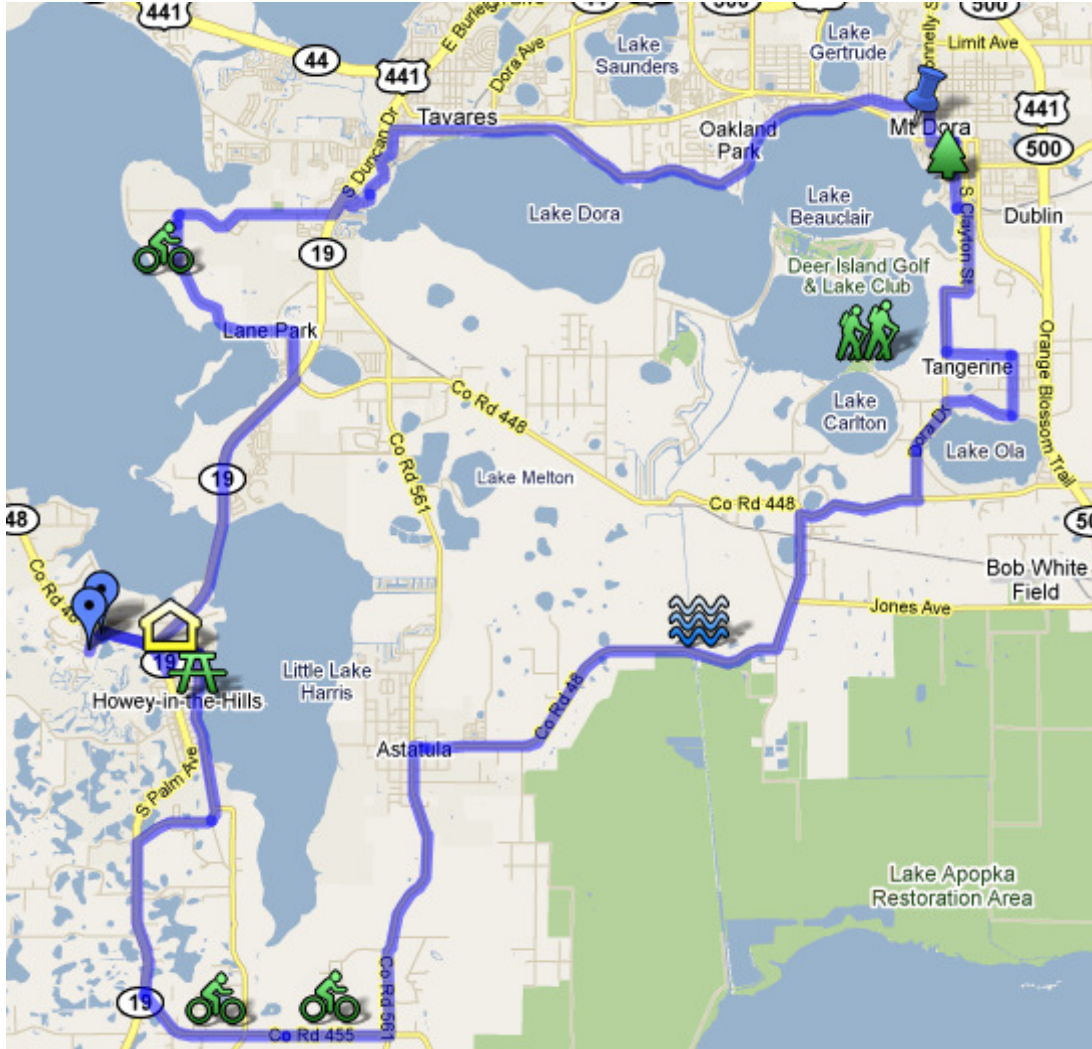 441
44
E Burleigh Blvd
Dora Ave
Lake
Saunders
Lake
Gertrude
onnelly S
500
Limit Ave
441
441
500
Tavares
S Duncan Dr
Oakland
Park
Mt Dora
Lake Dora
Lake
Beauclair
S Clayton St
Dublin
19
Deer Island Golf
& Lake Club
Lane Park
Tangerine
Orange Blossom Trail
Co Rd 448
Lake
Carlton
Dora Dr
Lake Ola
Co Rd 561
Lake Melton
19
Co Rd 448
48
50
Co Rd 48
Bob White
Field
Jones Ave
19
Little Lake
Harris
Howey-in-the-Hills
Co Rd 48
Astatula
S Palm Ave
Lake Apopka
Restoration Area
19
Co Rd 561
Co Rd 455